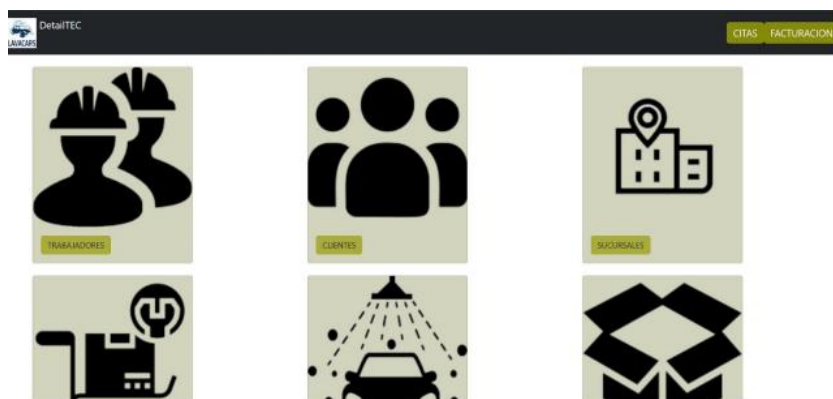 DetailTEC
LAVACARS
CITAS FACTURACION
TRABAJADORES
CLIENTES
SUCURSALES